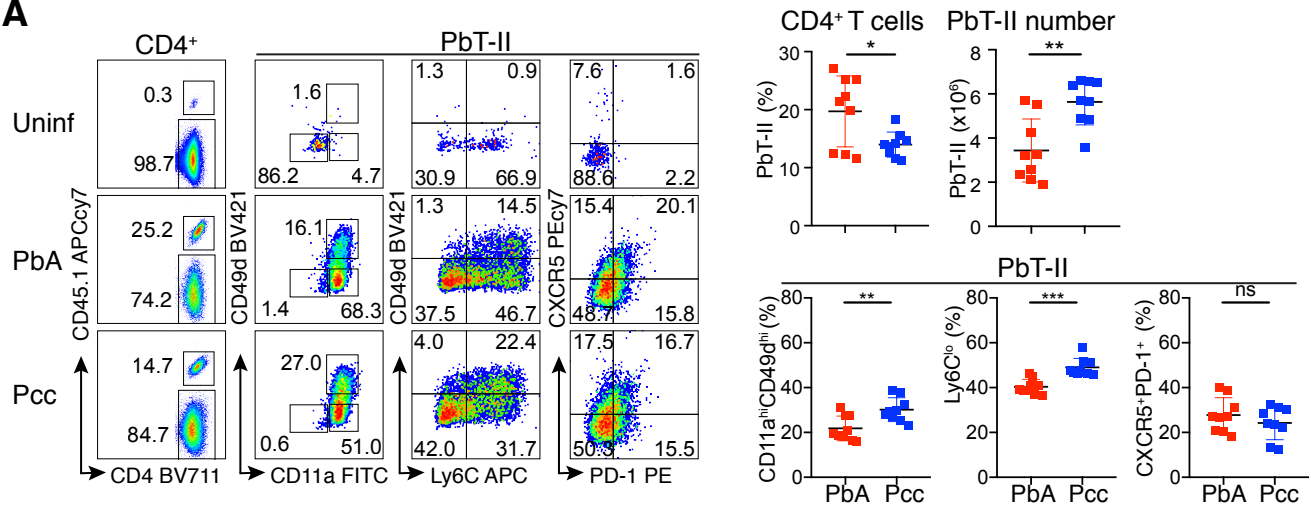 A
CD4⁺
PbT-II
Uninf
PbA
Pcc
0.3
98.7
25.2
74.2
14.7
84.7
CD45.1 APCcy7
CD4 BV711
1.6
86.2
4.7
16.1
1.4
68.3
27.0
0.6
51.0
CD49d BV421
CD11a FITC
1.3
0.9
30.9
66.9
1.3
14.5
37.5
46.7
4.0
22.4
42.0
31.7
CD49d BV421
Ly6C APC
7.6
1.6
88.6
2.2
15.4
20.1
48.7
15.8
17.5
16.7
50.3
15.5
CXCR5 PEcy7
PD-1 PE
CD4⁺ T cells
PbT-II (%)
30
20
10
0
*
PbT-II number
PbT-II (x10⁶)
8
6
4
2
0
**
PbT-II
CD11aʰⁱCD49dʰⁱ (%)
80
60
40
20
0
**
PbA Pcc
Ly6Cˡᵒ (%)
80
60
40
20
0
***
PbA Pcc
CXCR5⁺PD-1⁺ (%)
80
60
40
20
0
ns
PbA Pcc